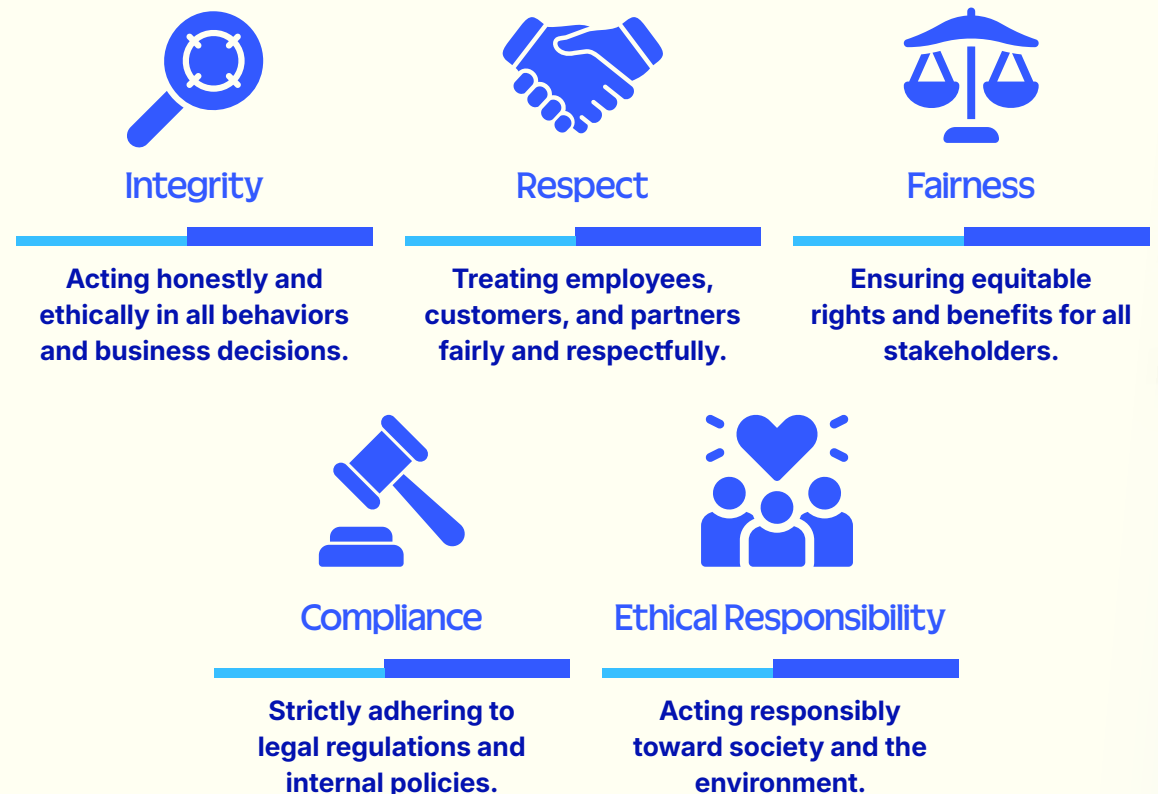 Integrity
Respect
Fairness
Acting honestly and
ethically in all behaviors
and business decisions.
Treating employees,
customers, and partners
fairly and respectfully.
Ensuring equitable
rights and benefits for all
stakeholders.
Compliance
Ethical Responsibility
Strictly adhering to
legal regulations and
internal policies.
Acting responsibly
toward society and the
environment.